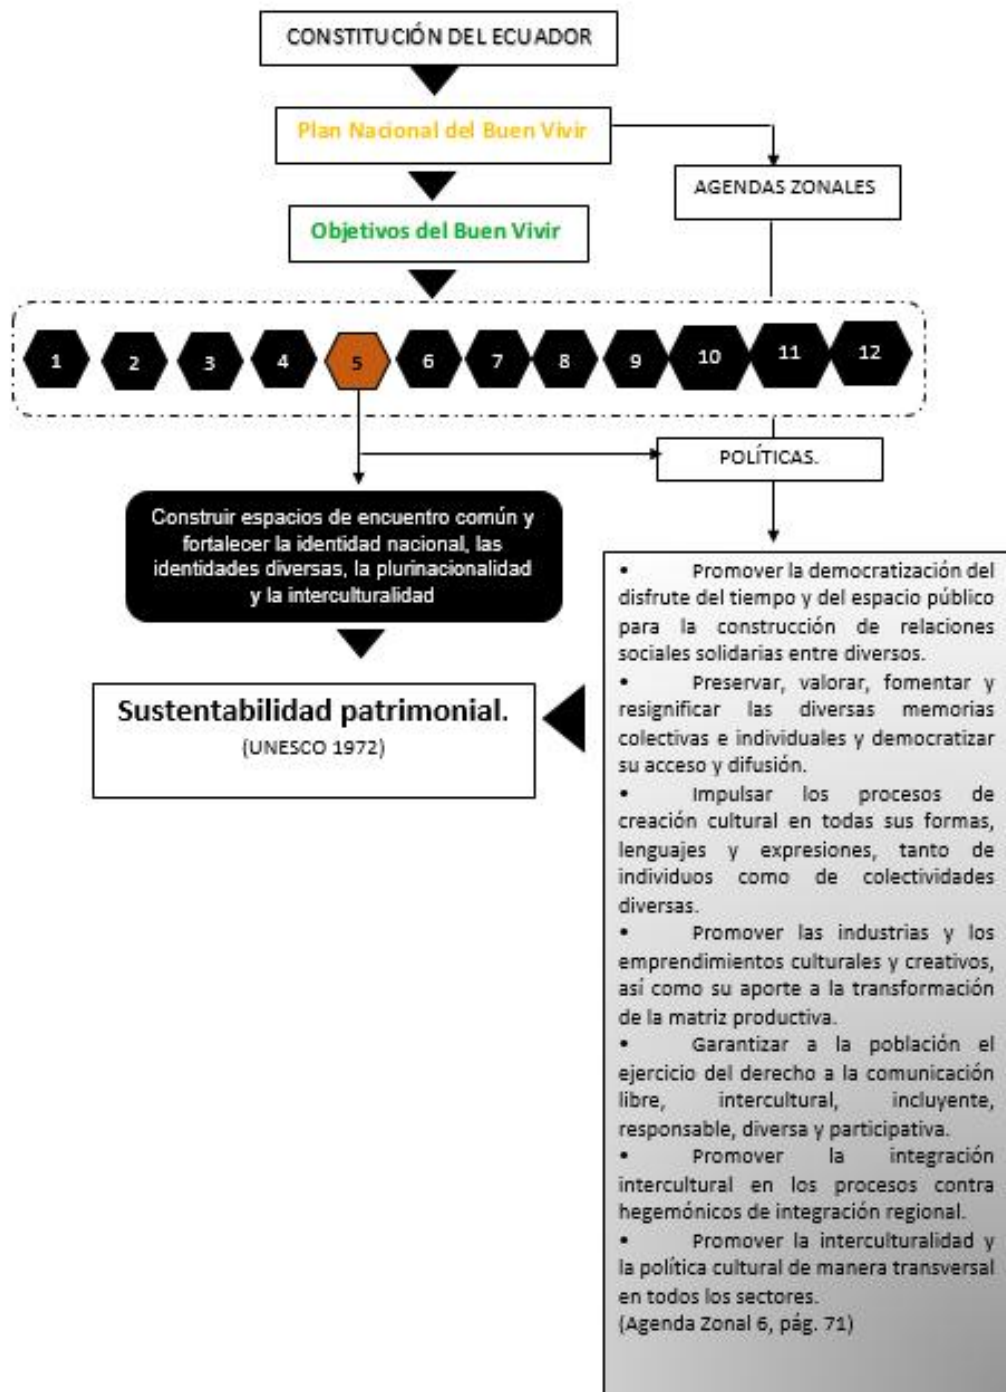 CONSTITUCIÓN DEL ECUADOR
Plan Nacional del Buen Vivir
AGENDAS ZONALES
Objetivos del Buen Vivir
1 2 3 4 5 6 7 8 9 10 11 12
POLÍTICAS.
Construir espacios de encuentro común y
fortalecer la identidad nacional, las
identidades diversas, la plurinacionalidad
y la interculturalidad
Sustentabilidad patrimonial.
(UNESCO 1972)
• Promover la democratización del
disfrute del tiempo y del espacio público
para la construcción de relaciones
sociales solidarias entre diversos.
• Preservar, valorar, fomentar y
resignificar las diversas memorias
colectivas e individuales y democratizar
su acceso y difusión.
• Impulsar los procesos de
creación cultural en todas sus formas,
lenguajes y expresiones, tanto de
individuos como de colectividades
diversas.
• Promover las industrias y los
emprendimientos culturales y creativos,
así como su aporte a la transformación
de la matriz productiva.
• Garantizar a la población el
ejercicio del derecho a la comunicación
libre, intercultural, incluyente,
responsable, diversa y participativa.
• Promover la integración
intercultural en los procesos contra
hegemónicos de integración regional.
• Promover la interculturalidad y
la política cultural de manera transversal
en todos los sectores.
(Agenda Zonal 6, pág. 71)